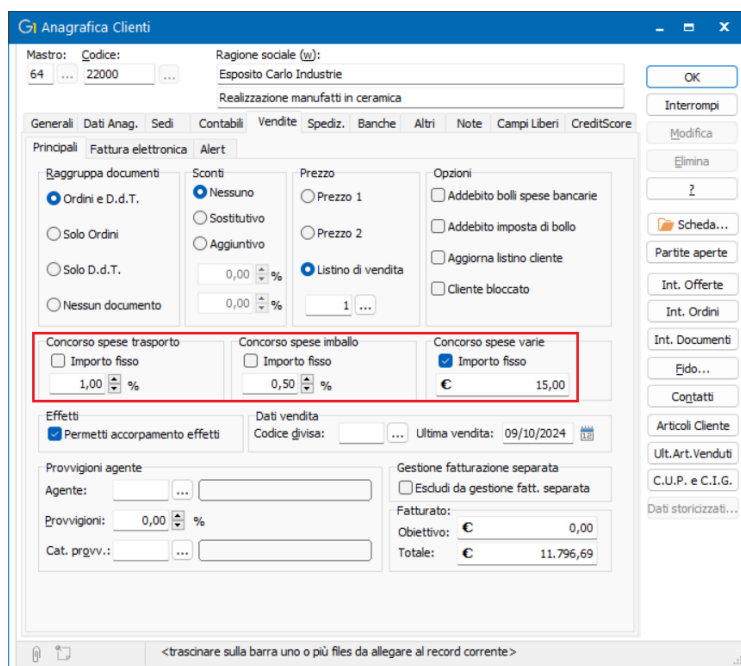 G1 Anagrafica Clienti
Mastro: Codice: Ragione sociale (w):
64 ... 22000 ... Esposito Carlo Industrie
Realizzazione manufatti in ceramica
Generali Dati Anag. Sedi Contabili Vendite Spediz. Banche Altri Note Campi Liberi CreditScore
Principali Fattura elettronica Alert
Raggruppa documenti
Ordini e D.d.T.
Solo Ordini
Solo D.d.T.
Nessun documento
Sconti
Nessuno
Sostitutivo
Aggiuntivo
0,00 %
0,00 %
Prezzo
Prezzo 1
Prezzo 2
Listino di vendita
1 ...
Opzioni
Addebito bolli spese bancarie
Addebito imposta di bollo
Aggiorna listino cliente
Cliente bloccato
Concorso spese trasporto
Importo fisso
1,00 %
Concorso spese imballo
Importo fisso
0,50 %
Concorso spese varie
Importo fisso
€ 15,00
Effetti
Permetti accorpamento effetti
Dati vendita
Codice divisa: ... Ultima vendita: 09/10/2024 12
Provvigioni agente
Agente: ...
Provvigioni: 0,00 %
Cat. provv.: ...
Gestione fatturazione separata
Escludi da gestione fatt. separata
Fatturato:
Obiettivo: € 0,00
Totale: € 11.796,69
OK
Interrompi
Modifica
Elimina
?
Scheda...
Partite aperte
Int. Offerte
Int. Ordini
Int. Documenti
Fido...
Contatti
Articoli Cliente
Ult.Art.Venduti
C.U.P. e C.I.G.
Dati storicizzati...
<trascinare sulla barra uno o più files da allegare al record corrente>